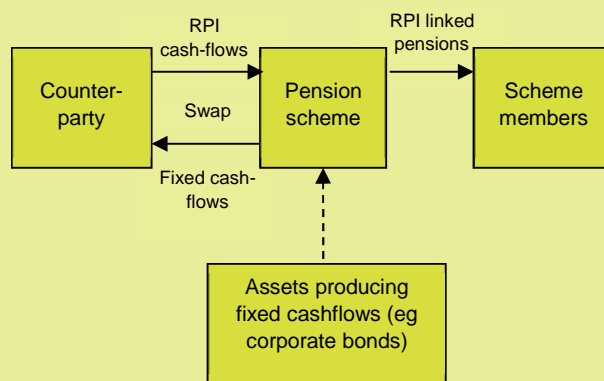 RPI
cash-flows
RPI linked
pensions
Counter-
party
Swap
Pension
scheme
Scheme
members
Fixed cash-
flows
Assets producing
fixed cashflows (eg
corporate bonds)